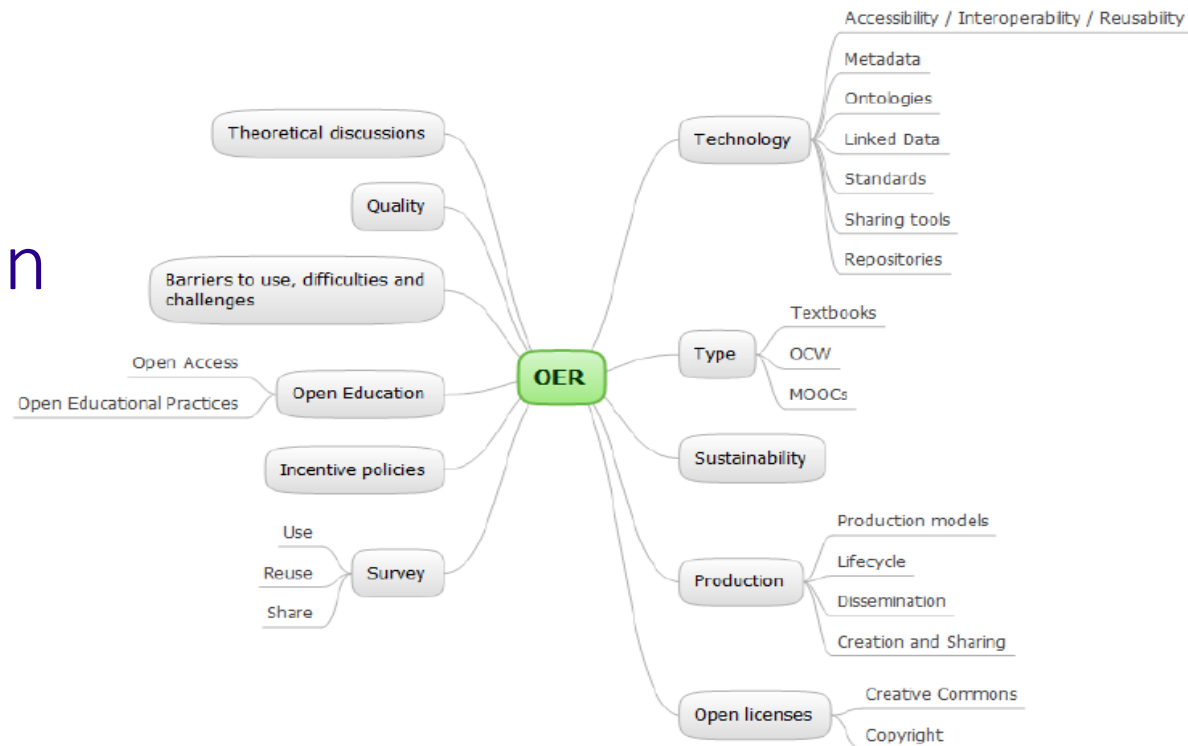 n
Theoretical discussions
Quality
Barriers to use, difficulties and
challenges
Open Access
Open Educational Practices
Open Education
Incentive policies
Use
Reuse
Share
Survey
OER
Technology
Accessibility / Interoperability / Reusability
Metadata
Ontologies
Linked Data
Standards
Sharing tools
Repositories
Type
Textbooks
OCW
MOOCs
Sustainability
Production
Production models
Lifecycle
Dissemination
Creation and Sharing
Open licenses
Creative Commons
Copyright